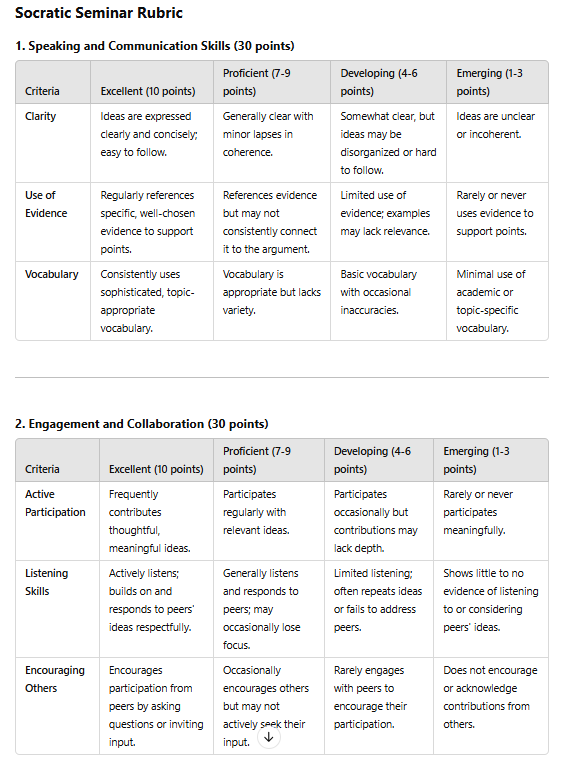 Socratic Seminar Rubric
1. Speaking and Communication Skills (30 points)
Criteria
Excellent (10 points)
Proficient (7-9
points)
Developing (4-6
points)
Emerging (1-3
points)
Clarity
Ideas are expressed
clearly and concisely;
easy to follow.
Generally clear with
minor lapses in
coherence.
Somewhat clear, but
ideas may be
disorganized or hard
to follow.
Ideas are unclear
or incoherent.
Use of
Evidence
Regularly references
specific, well-chosen
evidence to support
points.
References evidence
but may not
consistently connect
it to the argument.
Limited use of
evidence; examples
may lack relevance.
Rarely or never
uses evidence to
support points.
Vocabulary
Consistently uses
sophisticated, topic-
appropriate
vocabulary.
Vocabulary is
appropriate but lacks
variety.
Basic vocabulary
with occasional
inaccuracies.
Minimal use of
academic or
topic-specific
vocabulary.
2. Engagement and Collaboration (30 points)
Criteria
Excellent (10 points)
Proficient (7-9
points)
Developing (4-6
points)
Emerging (1-3
points)
Active
Participation
Frequently
contributes
thoughtful,
meaningful ideas.
Participates
regularly with
relevant ideas.
Participates
occasionally but
contributions may
lack depth.
Rarely or never
participates
meaningfully.
Listening
Skills
Actively listens;
builds on and
responds to peers'
ideas respectfully.
Generally listens
and responds to
peers; may
occasionally lose
focus.
Limited listening;
often repeats ideas
or fails to address
peers.
Shows little to no
evidence of listening
to or considering
peers' ideas.
Encouraging
Others
Encourages
participation from
peers by asking
questions or inviting
input.
Occasionally
encourages others
but may not
actively seek their
input.
Rarely engages
with peers to
encourage their
participation.
Does not encourage
or acknowledge
contributions from
others.